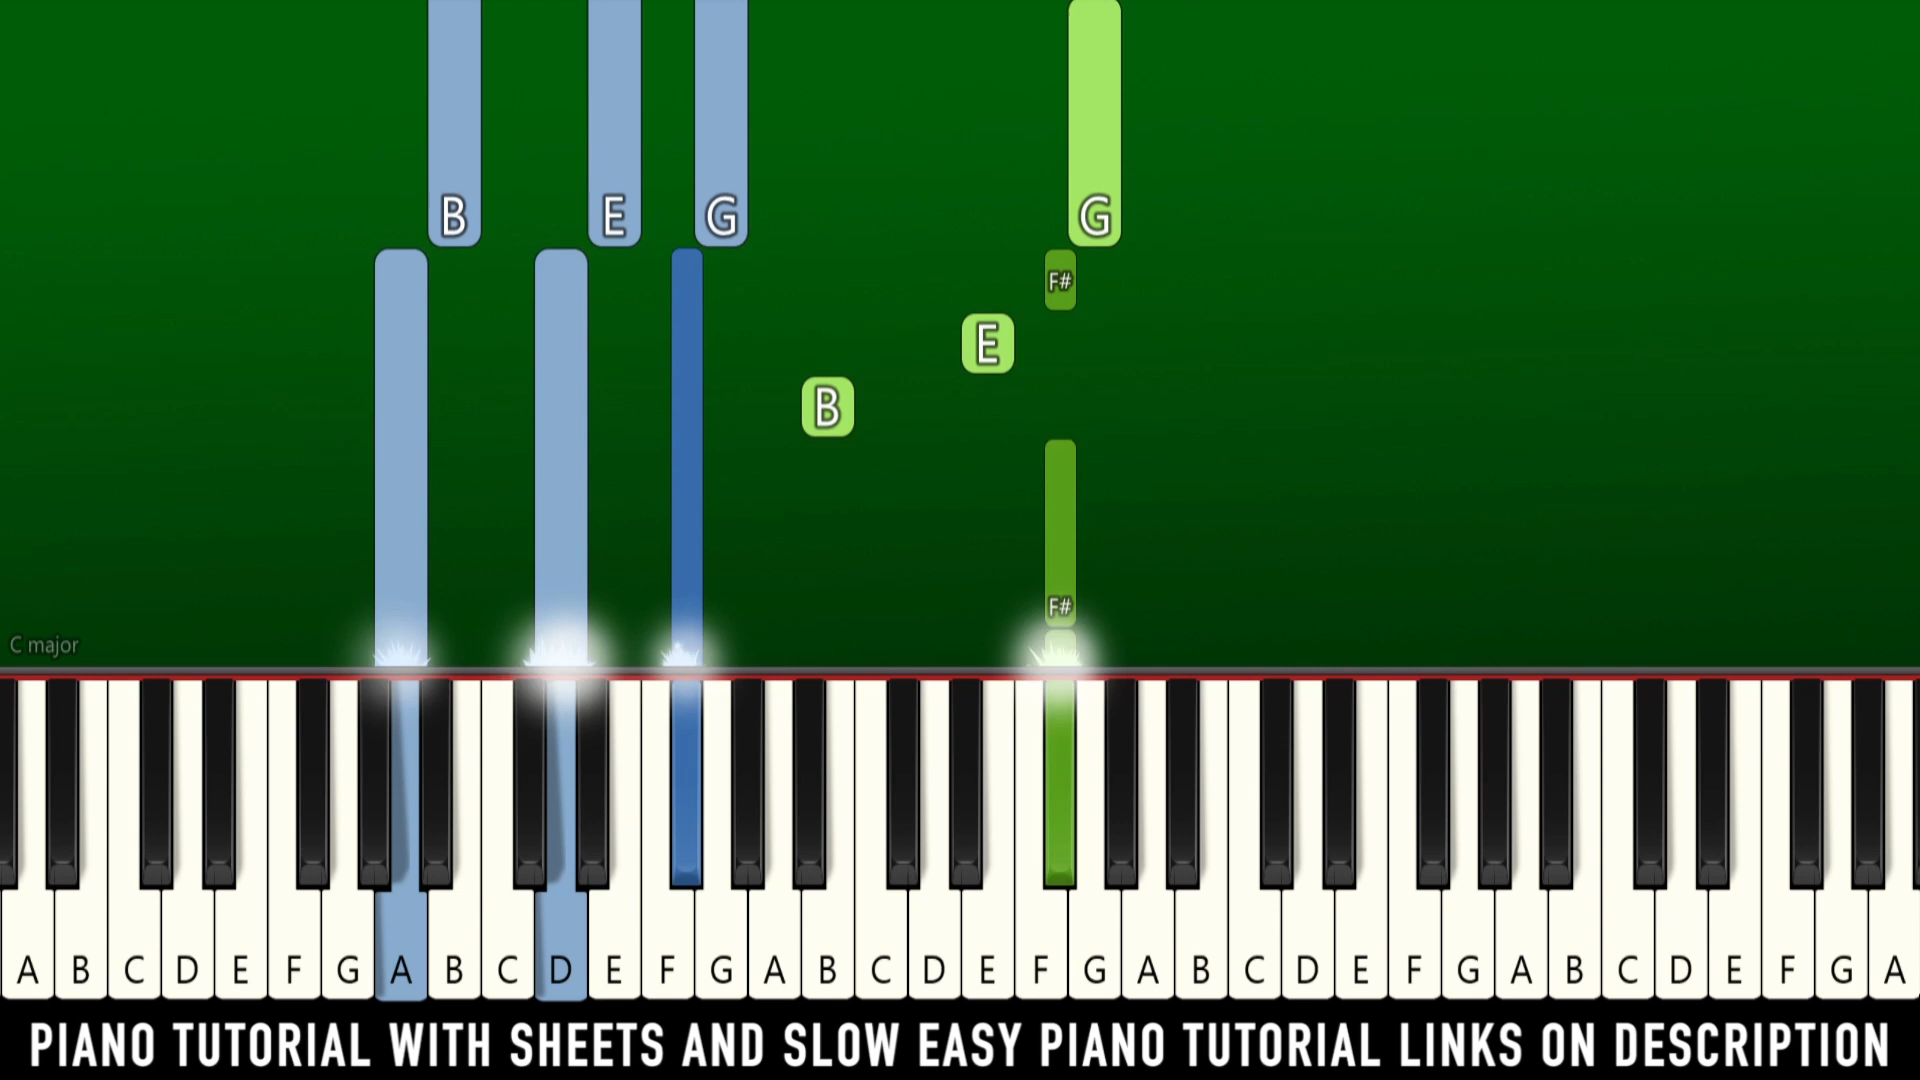 B E G G
F#
E
B
F#
C major
A B C D E F G A B C D E F G A B C D E F G A B C D E F G A B C D E F G A
PIANO TUTORIAL WITH SHEETS AND SLOW EASY PIANO TUTORIAL LINKS ON DESCRIPTION